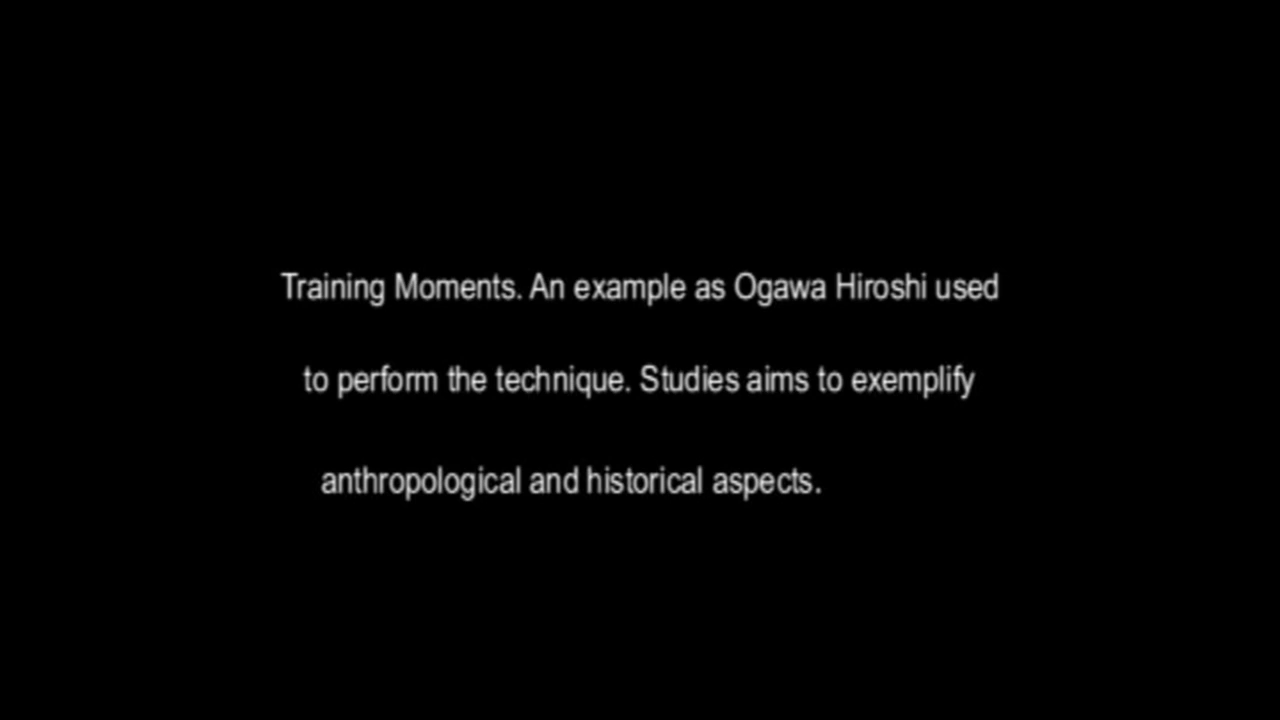 Training Moments. An example as Ogawa Hiroshi used
to perform the technique. Studies aims to exemplify
anthropological and historical aspects.